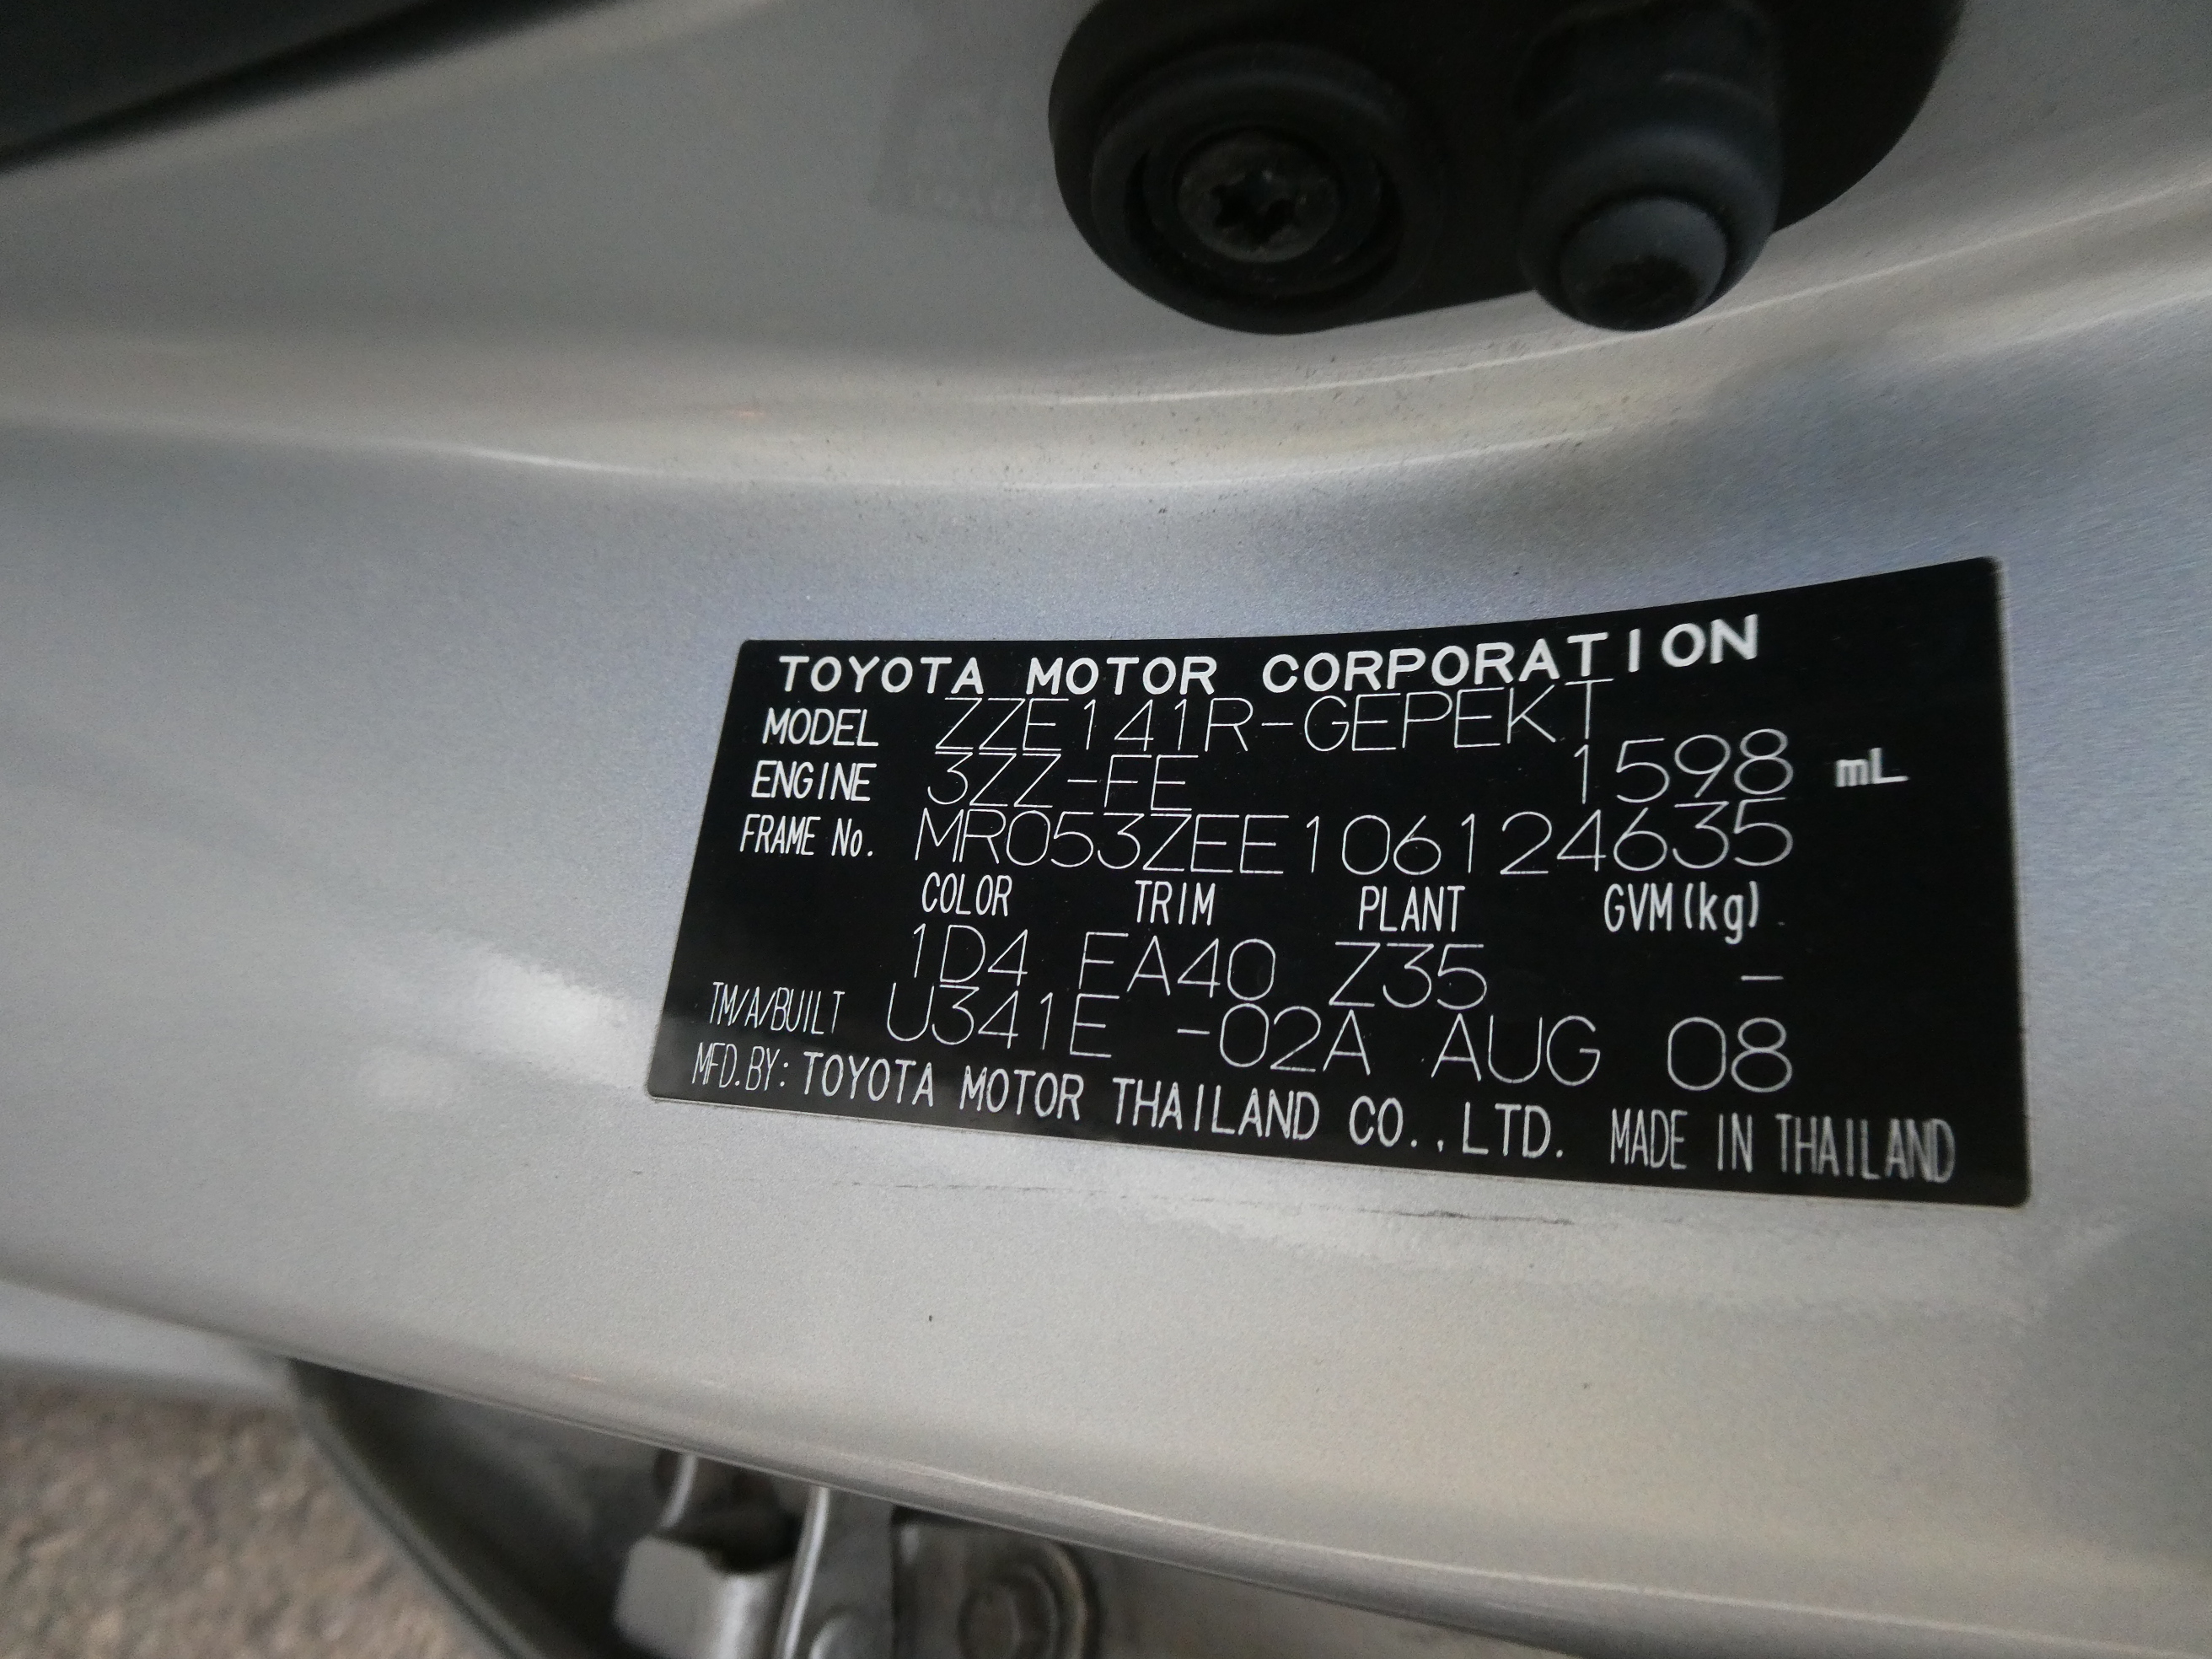 TOYOTA MOTOR CORPORATION
MODEL ZZE141R-GEPEKT
ENGINE 3ZZ-FE 1598 mL
FRAME No. MR053ZEE106124635
COLOR TRIM PLANT GVM(kg)
1D4 FA40 Z35 –
TM/A/BUILT U341E -02A AUG 08
MFD.BY: TOYOTA MOTOR THAILAND CO.,LTD. MADE IN THAILAND